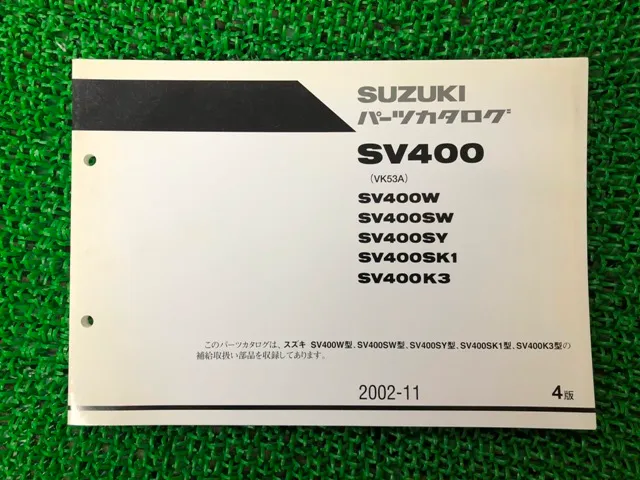 SUZUKI
パーツカタログ
SV400
(VK53A)
SV400W
SV400SW
SV400SY
SV400SK1
SV400K3
このパーツカタログは、スズキ SV400W型、SV400SW型、SV400SY型、SV400SK1型、SV400K3型の
補給取扱い部品を収録してあります。
2002-11 4版